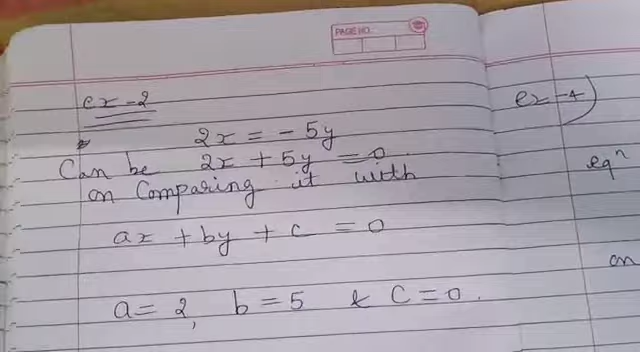 PAGE NO.
ex-2
2x = -5y
Can be 2x + 5y = 0
on Comparing it with
ax + by + c = 0
a = 2, b = 5 & C = 0.
ex-4)
eqⁿ
on